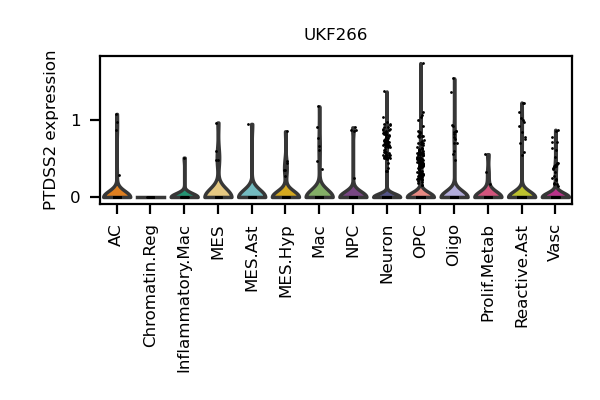 UKF266
PTDSS2 expression
1
0
AC
Chromatin.Reg
Inflammatory.Mac
MES
MES.Ast
MES.Hyp
Mac
NPC
Neuron
OPC
Oligo
Prolif.Metab
Reactive.Ast
Vasc